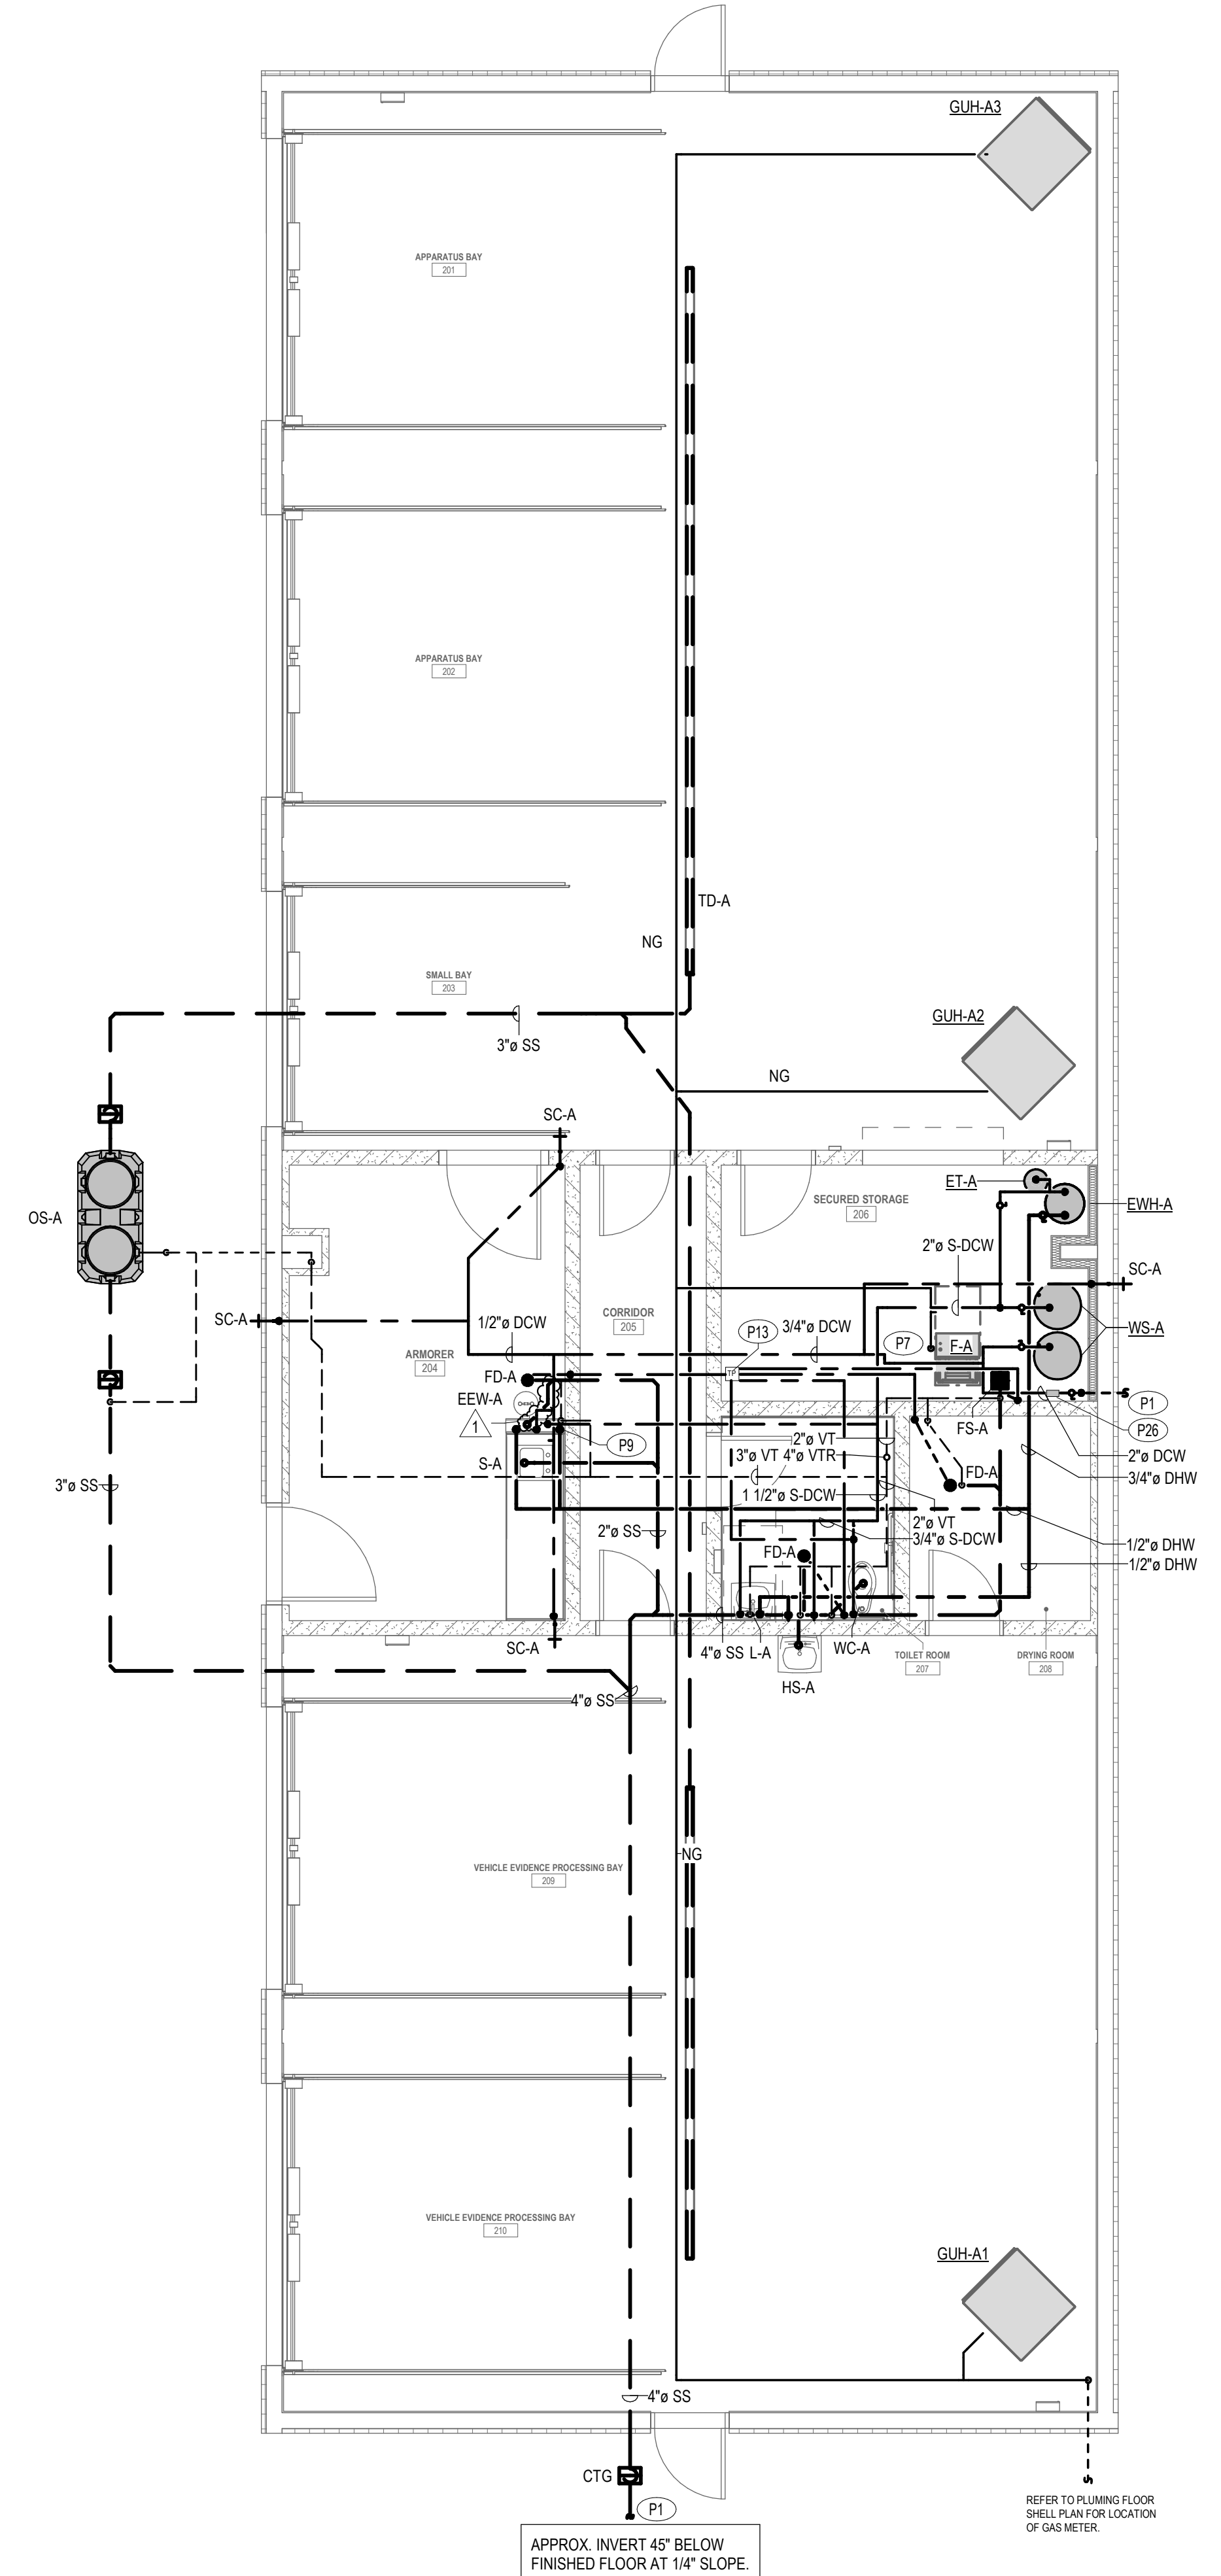 GUH-A3
APPARATUS BAY
201
APPARATUS BAY
202
TD-A
NG
SMALL BAY
203
GUH-A2
3"ø SS
NG
SC-A
ET-A
SECURED STORAGE
206
EWH-A
OS-A
2"ø S-DCW
SC-A
CORRIDOR
205
SC-A
1/2"ø DCW
P13
3/4"ø DCW
WS-A
P7
F-A
ARMORER
204
FD-A
TP
EEW-A
P1
1
FS-A
P26
P9
2"ø VT
3"ø VT 4"ø VTR
2"ø DCW
S-A
FD-A
3/4"ø DHW
3"ø SS
1 1/2"ø S-DCW
2"ø VT
2"ø SS
3/4"ø S-DCW
1/2"ø DHW
FD-A
1/2"ø DHW
SC-A
4"ø SS L-A
WC-A
TOILET ROOM
207
DRYING ROOM
208
HS-A
4"ø SS
NG
VEHICLE EVIDENCE PROCESSING BAY
209
VEHICLE EVIDENCE PROCESSING BAY
210
GUH-A1
4"ø SS
CTG
P1
REFER TO PLUMING FLOOR
SHELL PLAN FOR LOCATION
OF GAS METER.
APPROX. INVERT 45" BELOW
FINISHED FLOOR AT 1/4" SLOPE.